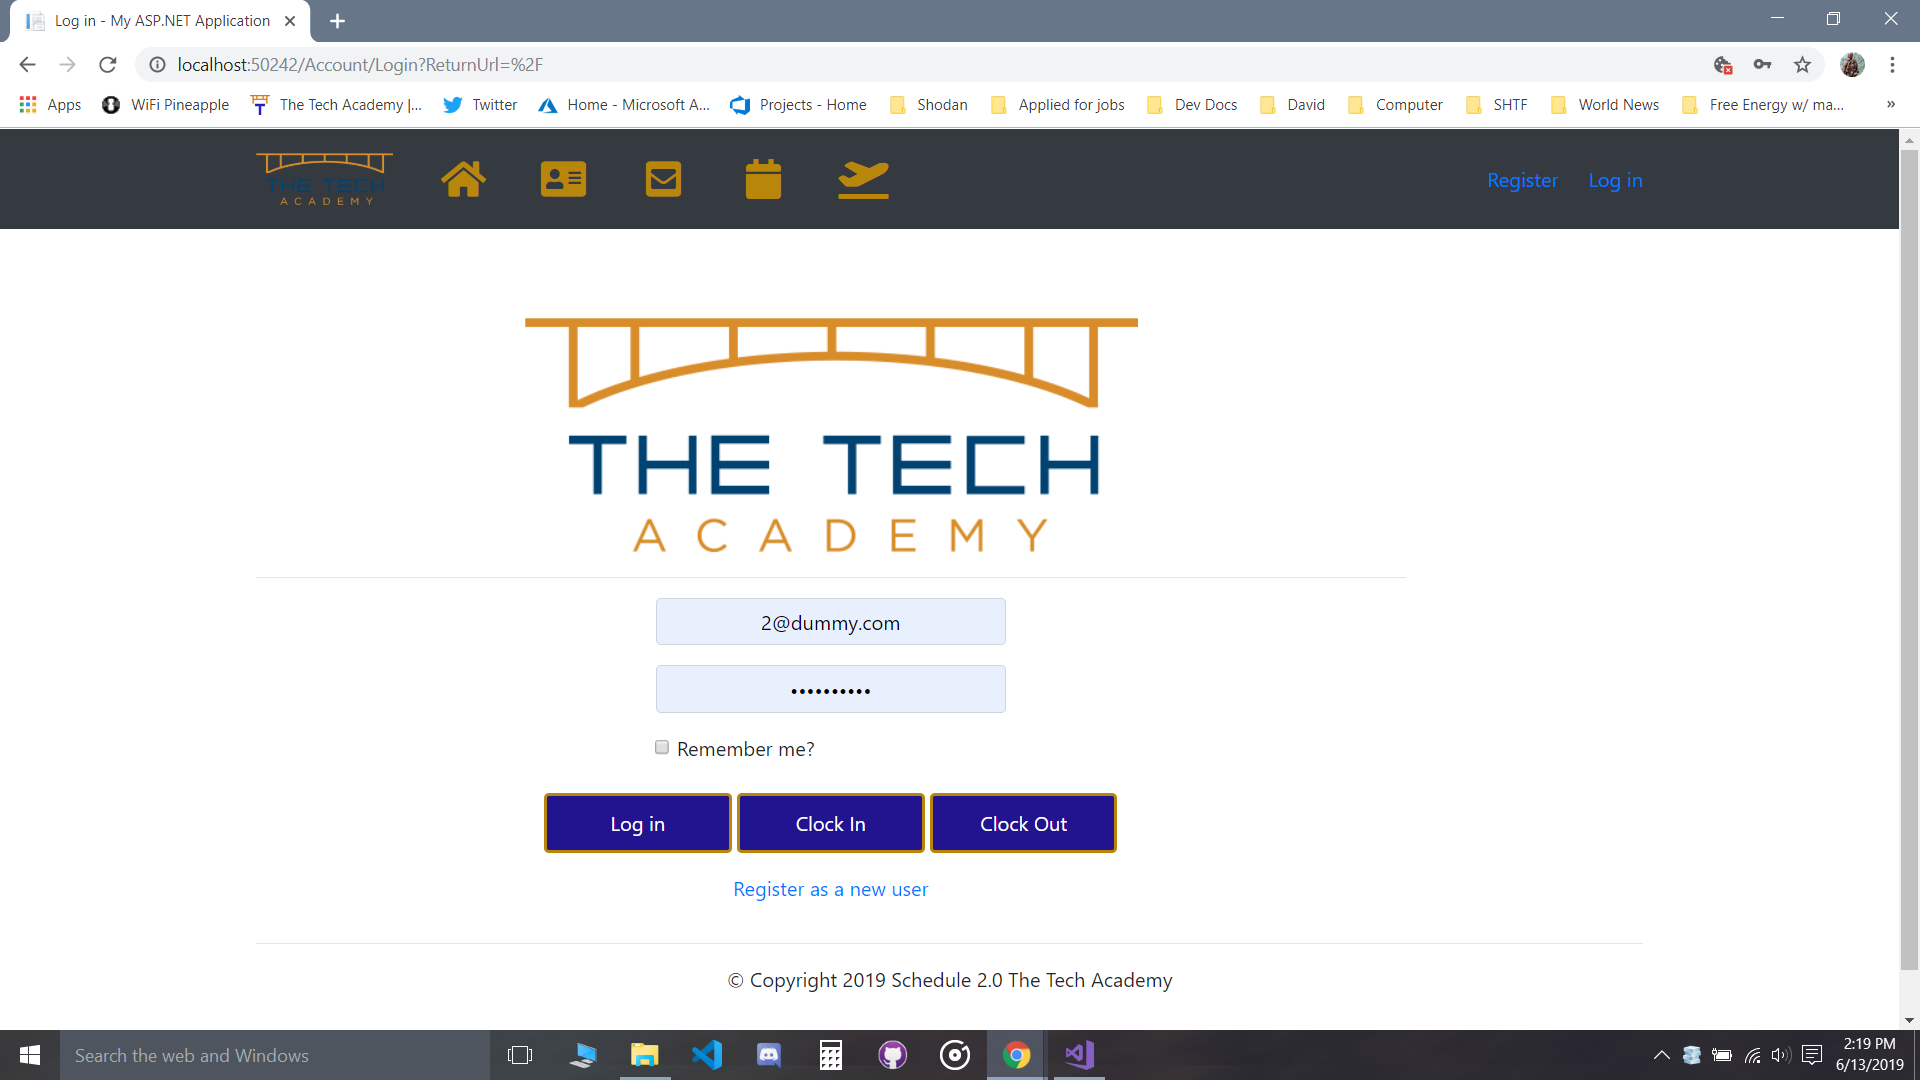 Log in - My ASP.NET Application
localhost:50242/Account/Login?ReturnUrl=%2F
Apps WiFi Pineapple The Tech Academy |... Twitter Home - Microsoft A... Projects - Home Shodan Applied for jobs Dev Docs David Computer SHTF World News Free Energy w/ ma... »
THE TECH
ACADEMY
Register Log in
THE TECH
ACADEMY
2@dummy.com
••••••••••
Remember me?
Log in Clock In Clock Out
Register as a new user
© Copyright 2019 Schedule 2.0 The Tech Academy
Search the web and Windows
2:19 PM
6/13/2019